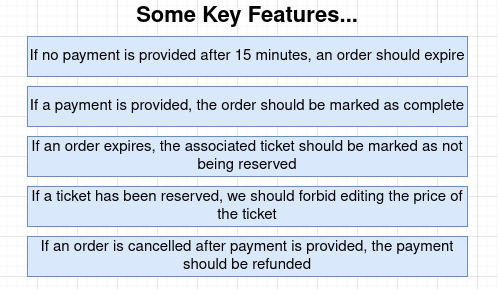 Some Key Features...
If no payment is provided after 15 minutes, an order should expire
If a payment is provided, the order should be marked as complete
If an order expires, the associated ticket should be marked as not
being reserved
If a ticket has been reserved, we should forbid editing the price of
the ticket
If an order is cancelled after payment is provided, the payment
should be refunded